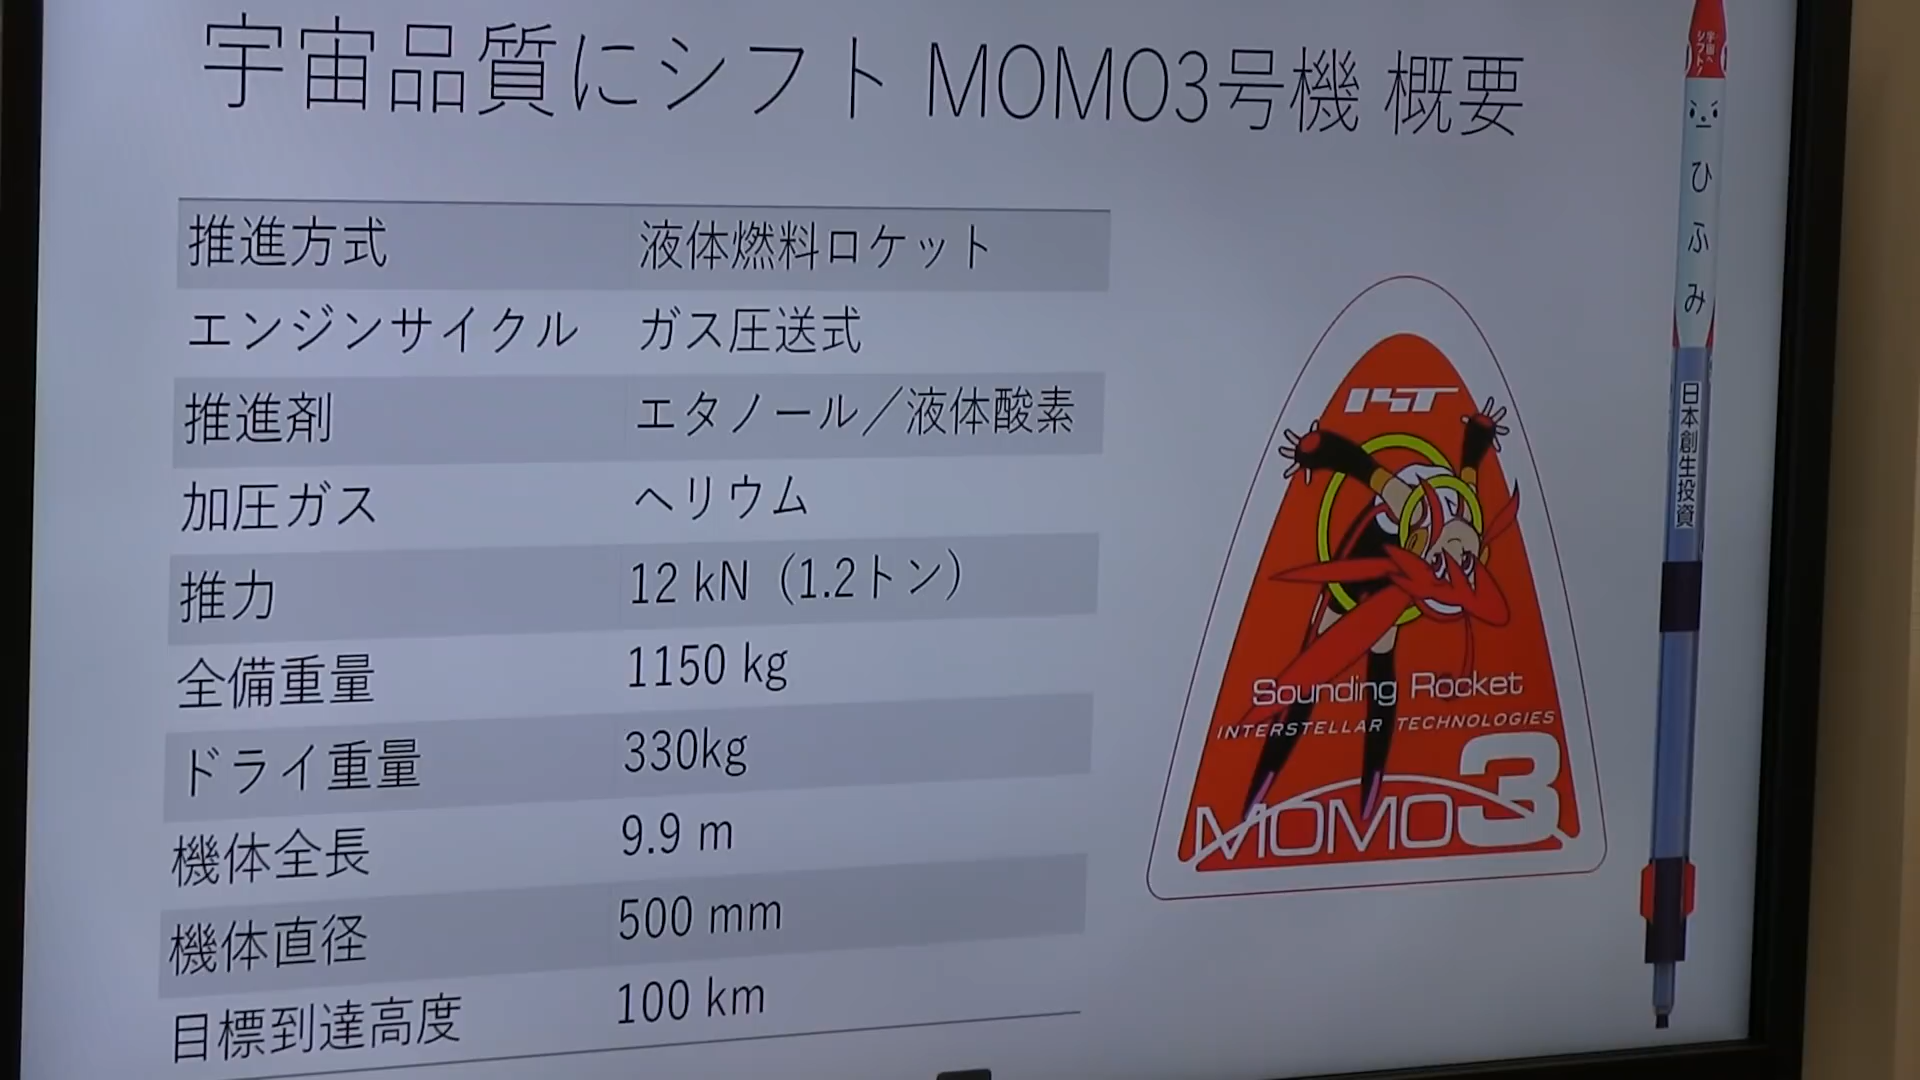 宇宙品質にシフト MOMO3号機 概要
推進方式 液体燃料ロケット
エンジンサイクル ガス圧送式
推進剤 エタノール／液体酸素
加圧ガス ヘリウム
推力 12 kN（1.2トン）
全備重量 1150 kg
ドライ重量 330kg
機体全長 9.9 m
機体直径 500 mm
目標到達高度 100 km
IST
Sounding Rocket
INTERSTELLAR TECHNOLOGIES
MOMO3
宇宙へ
シフト！
ひふみ
日本創生投資